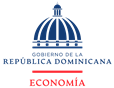 GOBIERNO DE LA
REPÚBLICA DOMINICANA
ECONOMÍA